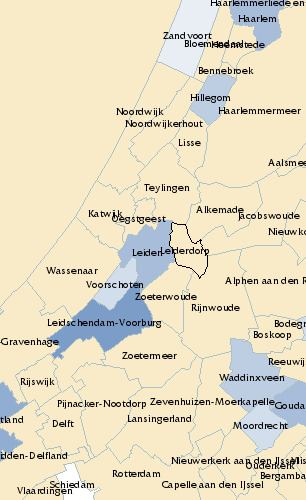 Haarlemmerliede en
Haarlem
Zandvoort
Bloemendaal
Heemstede
Bennebroek
Hillegom
Haarlemmermeer
Noordwijk
Noordwijkerhout
Lisse
Aalsmee
Teylingen
Katwijk
Oegstgeest
Alkemade
Jacobswoude
Nieuwko
Leiden
Leiderdorp
Wassenaar
Voorschoten
Alphen aan den R
Zoeterwoude
Rijnwoude
Leidschendam-Voorburg
Bodegr
Boskoop
-Gravenhage
Zoetermeer
Reeuwij
Waddinxveen
Rijswijk
Pijnacker-Nootdorp
Zevenhuizen-Moerkapelle
Gouda
tland
Delft
Lansingerland
Moordrecht
dden-Delfland
Nieuwerkerk aan den IJssel
Ouderkerk
Rotterdam
Bergamba
Schiedam
Capelle aan den IJssel
Vlaardingen